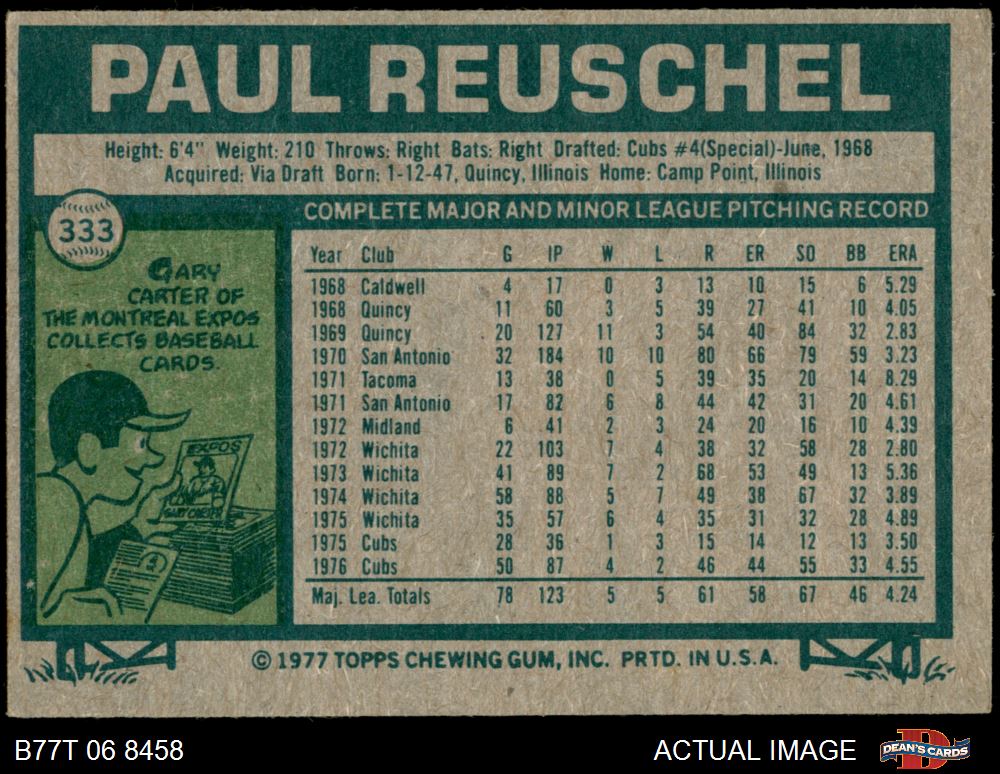 PAUL REUSCHEL
Height: 6'4" Weight: 210 Throws: Right Bats: Right Drafted: Cubs #4(Special)-June, 1968
Acquired: Via Draft Born: 1-12-47, Quincy, Illinois Home: Camp Point, Illinois
333
GARY
CARTER OF
THE MONTREAL EXPOS
COLLECTS BASEBALL
CARDS.
EXPOS
GARY CARTER
COMPLETE MAJOR AND MINOR LEAGUE PITCHING RECORD
Year Club G IP W L R ER SO BB ERA
1968 Caldwell 4 17 0 3 13 10 15 6 5.29
1968 Quincy 11 60 3 5 39 27 41 10 4.05
1969 Quincy 20 127 11 3 54 40 84 32 2.83
1970 San Antonio 32 184 10 10 80 66 79 59 3.23
1971 Tacoma 13 38 0 5 39 35 20 14 8.29
1971 San Antonio 17 82 6 8 44 42 31 20 4.61
1972 Midland 6 41 2 3 24 20 16 10 4.39
1972 Wichita 22 103 7 4 38 32 58 28 2.80
1973 Wichita 41 89 7 2 68 53 49 13 5.36
1974 Wichita 58 88 5 7 49 38 67 32 3.89
1975 Wichita 35 57 6 4 35 31 32 28 4.89
1975 Cubs 28 36 1 3 15 14 12 13 3.50
1976 Cubs 50 87 4 2 46 44 55 33 4.55
Maj. Lea. Totals 78 123 5 5 61 58 67 46 4.24
© 1977 TOPPS CHEWING GUM, INC. PRTD. IN U.S.A.
B77T 06 8458
ACTUAL IMAGE
DEAN'S CARDS